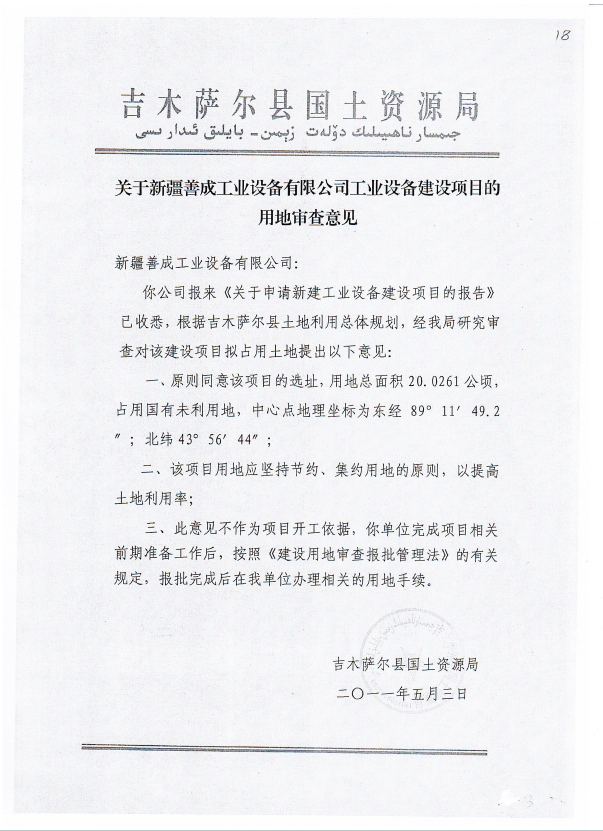 18
吉木萨尔县国土资源局
جىمسار ناھىيىلىك دۆلەت زېمىن - بايلىق ئىدارىسى
关于新疆善成工业设备有限公司工业设备建设项目的
用地审查意见
新疆善成工业设备有限公司:
你公司报来《关于申请新建工业设备建设项目的报告》
已收悉，根据吉木萨尔县土地利用总体规划，经我局研究审
查对该建设项目拟占用土地提出以下意见:
一、原则同意该项目的选址，用地总面积 20.0261 公顷，
占用国有未利用地，中心点地理坐标为东经 89° 11′ 49.2
″；北纬 43° 56′ 44″；
二、该项目用地应坚持节约、集约用地的原则，以提高
土地利用率；
三、此意见不作为项目开工依据，你单位完成项目相关
前期准备工作后，按照《建设用地审查报批管理法》的有关
规定，报批完成后在我单位办理相关的用地手续。
吉木萨尔县国土资源局
二〇一一年五月三日